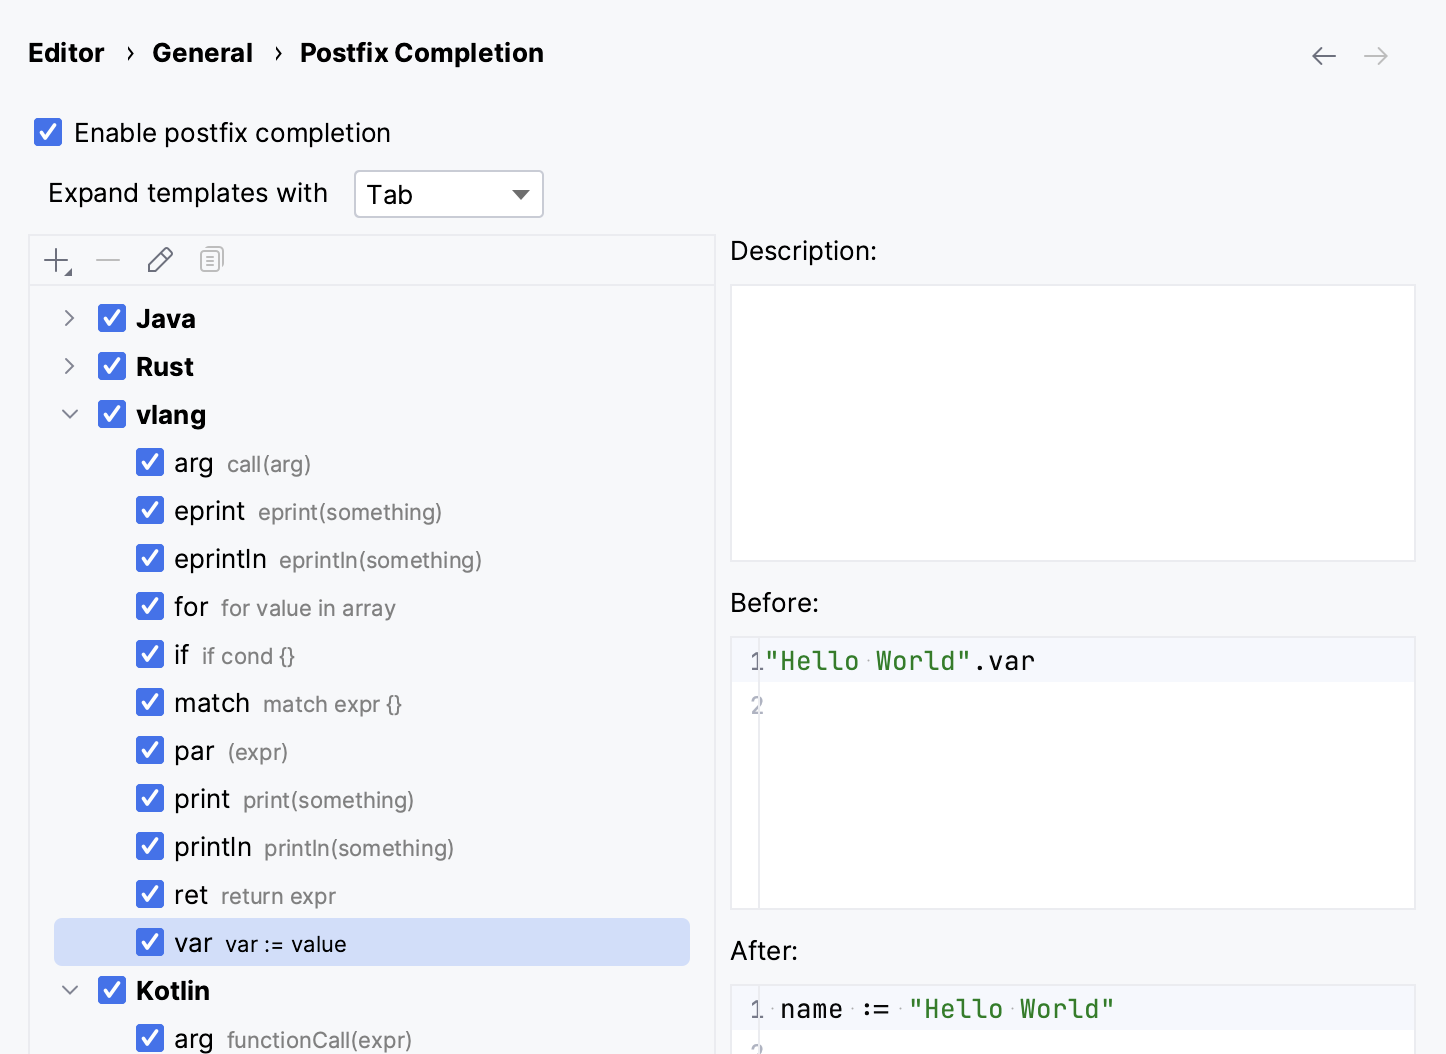 Editor › General › Postfix Completion
Enable postfix completion
Expand templates with Tab
Java
Rust
vlang
arg call(arg)
eprint eprint(something)
eprintln eprintln(something)
for for value in array
if if cond {}
match match expr {}
par (expr)
print print(something)
println println(something)
ret return expr
var var := value
Kotlin
arg functionCall(expr)
Description:
Before:
1 "Hello World".var
2
After:
1 name := "Hello World"
2